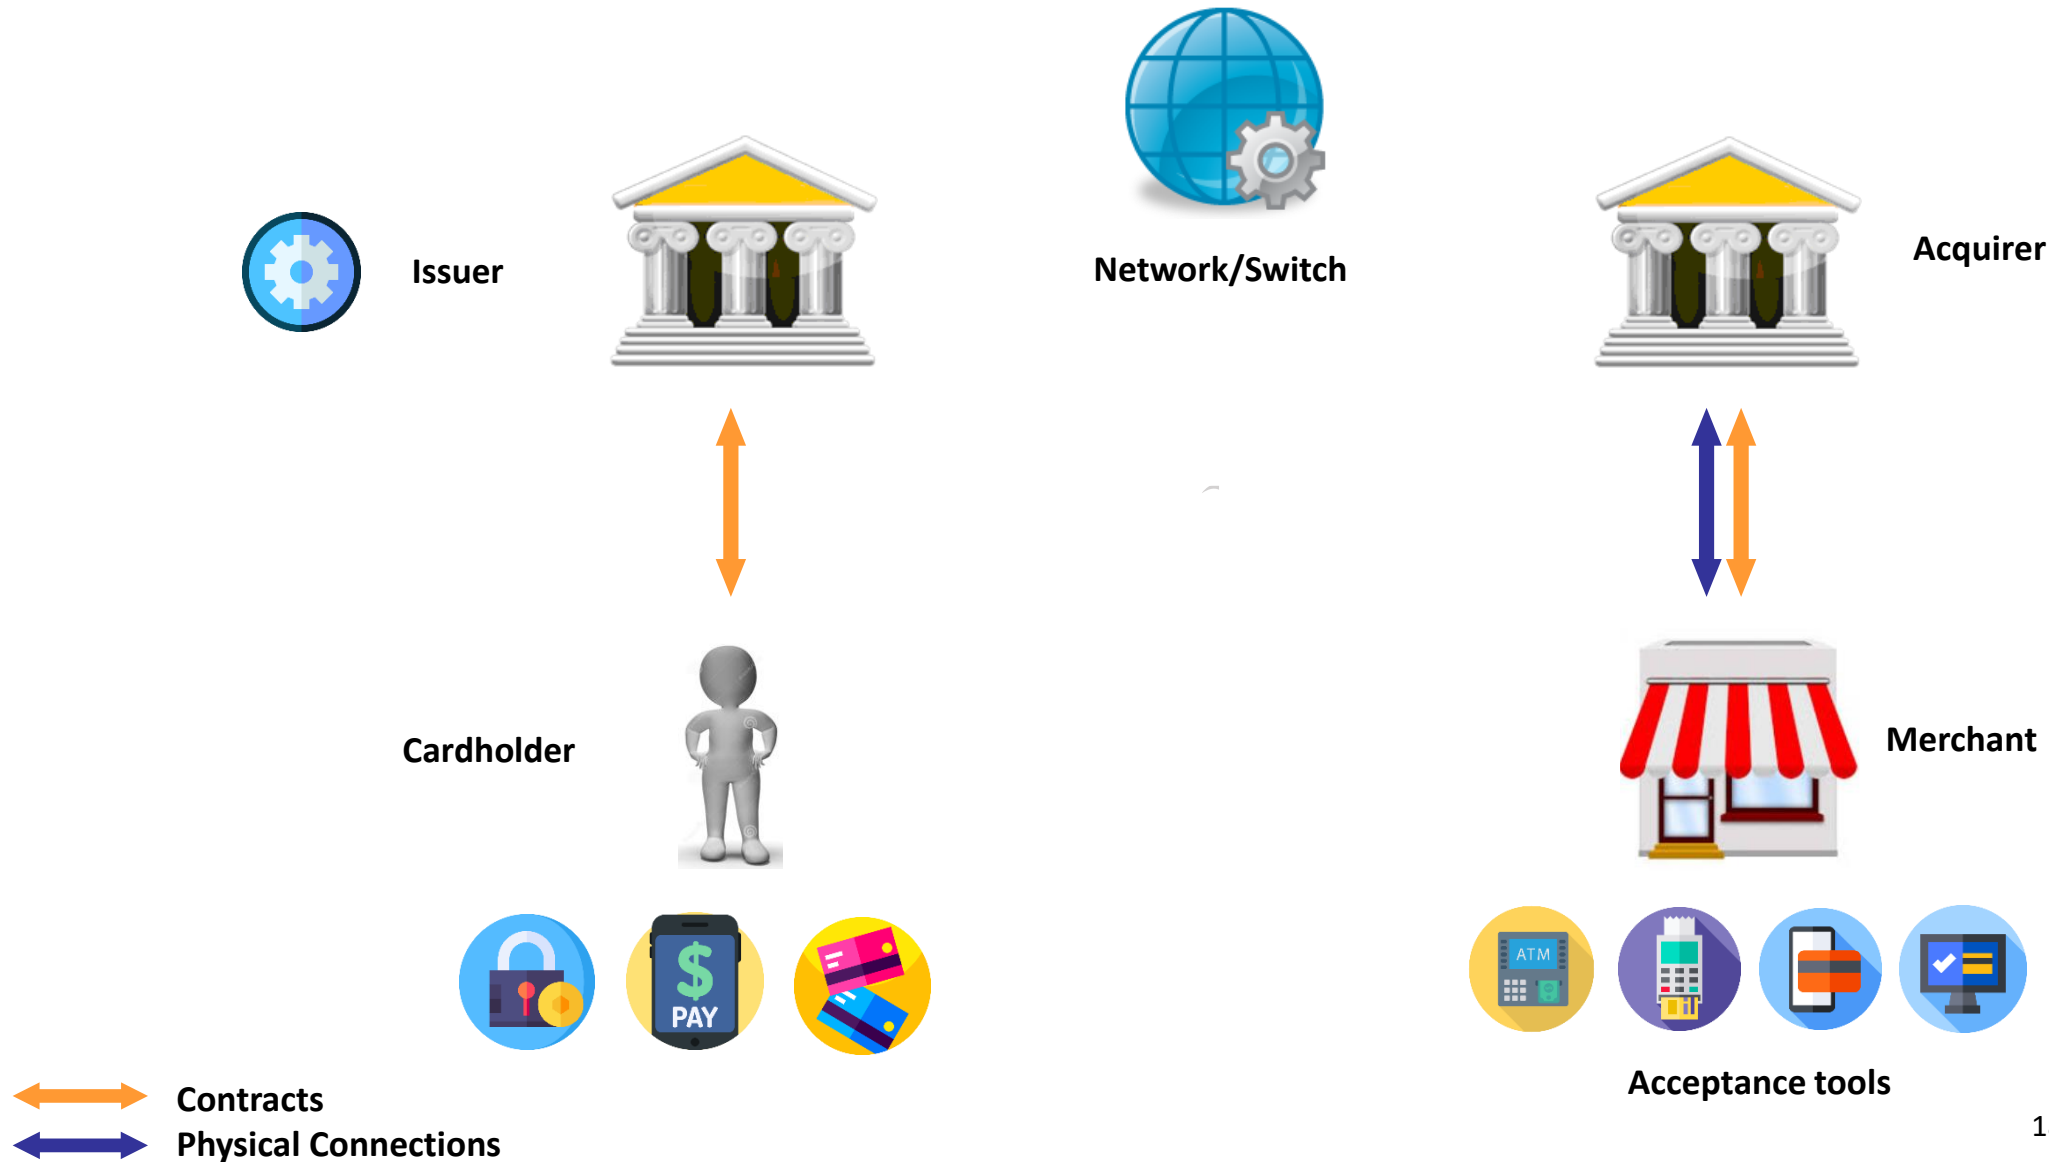 Issuer
Network/Switch
Acquirer
Cardholder
Merchant
$
PAY
ATM
Acceptance tools
Contracts
Physical Connections